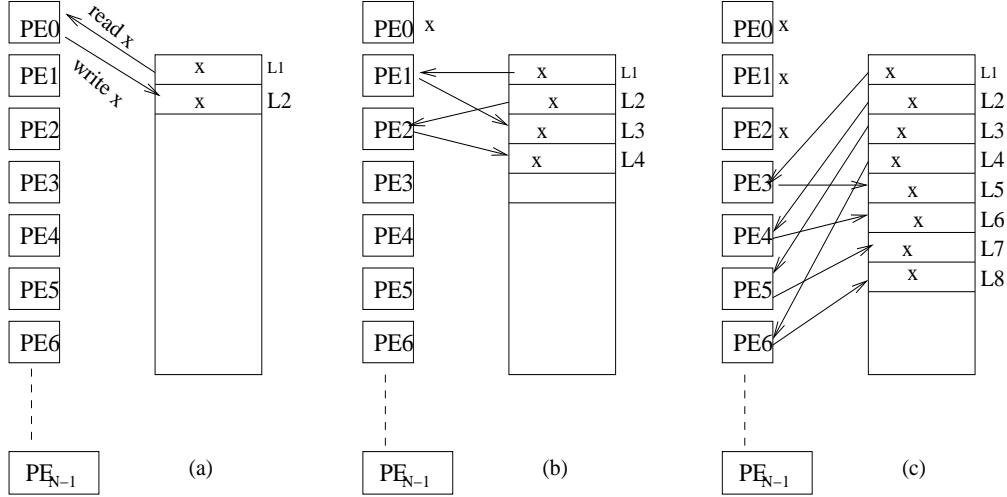 PE0
read x
write x
PE1
PE2
PE3
PE4
PE5
PE6
PE N−1
x L1
x L2
(a)
PE0 x
PE1
PE2
PE3
PE4
PE5
PE6
PE N−1
x L1
x L2
x L3
x L4
(b)
PE0 x
PE1 x
PE2 x
PE3
PE4
PE5
PE6
PE N−1
x L1
x L2
x L3
x L4
x L5
x L6
x L7
x L8
(c)